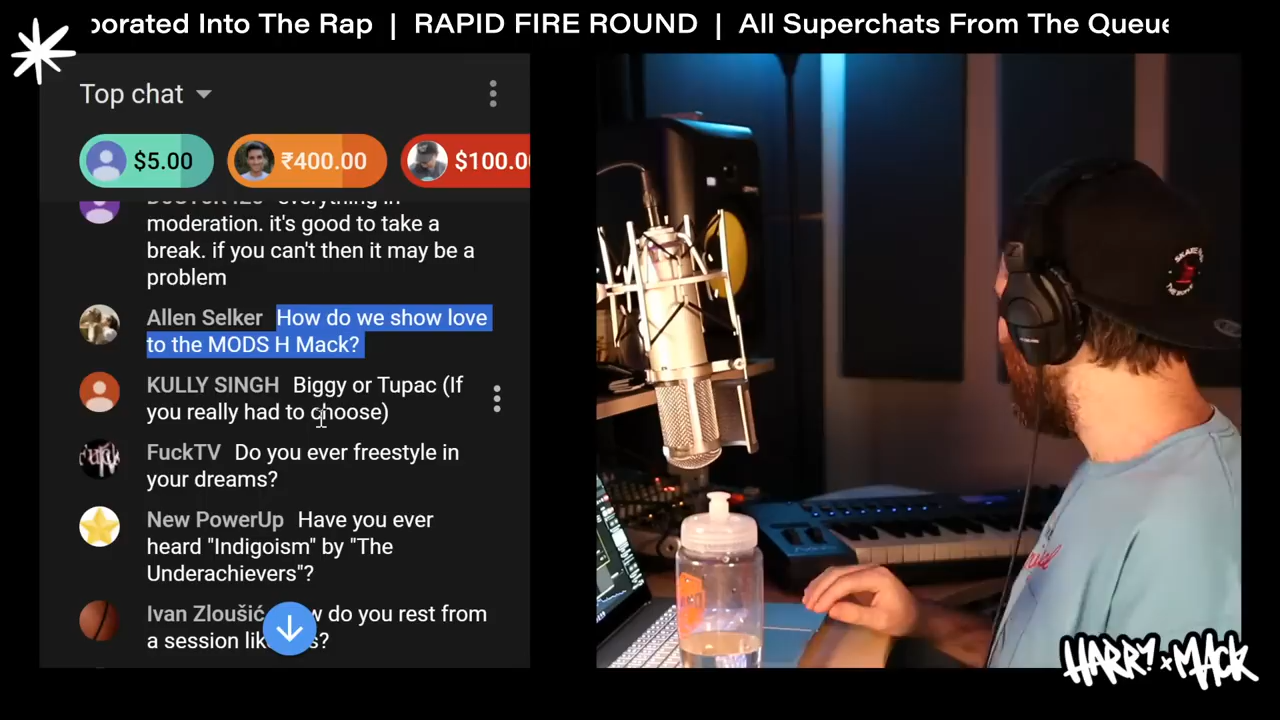 orated Into The Rap | RAPID FIRE ROUND | All Superchats From The Queue
Top chat
$5.00 ₹400.00 $100.0
everything in
moderation. it's good to take a
break. if you can't then it may be a
problem
Allen Selker How do we show love
to the MODS H Mack?
KULLY SINGH Biggy or Tupac (If
you really had to choose)
FuckTV Do you ever freestyle in
your dreams?
New PowerUp Have you ever
heard "Indigoism" by "The
Underachievers"?
Ivan Zloušić do you rest from
a session
HARRY x MACK